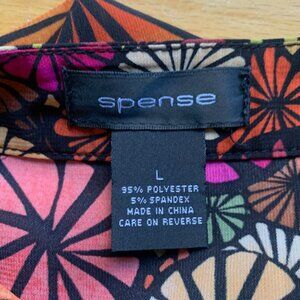 spense
L
95% POLYESTER
5% SPANDEX
MADE IN CHINA
CARE ON REVERSE